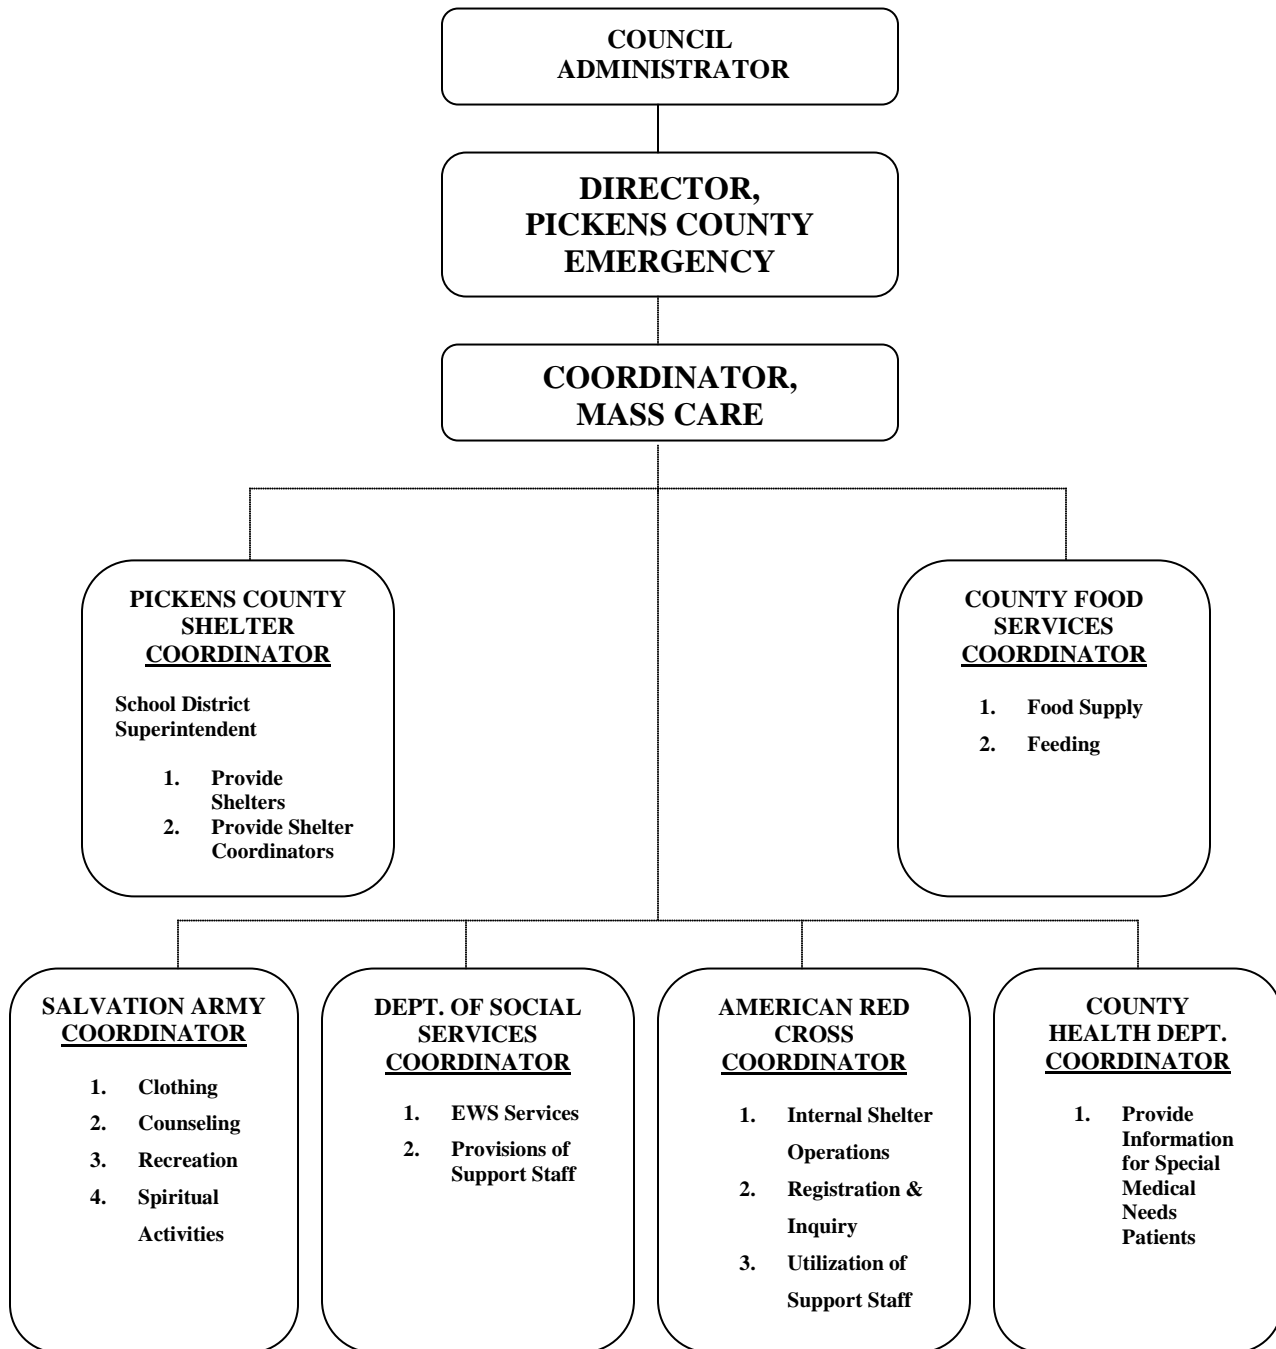 COUNCIL
ADMINISTRATOR
DIRECTOR,
PICKENS COUNTY
EMERGENCY
COORDINATOR,
MASS CARE
PICKENS COUNTY
SHELTER
COORDINATOR
School District
Superintendent
1. Provide
Shelters
2. Provide Shelter
Coordinators
COUNTY FOOD
SERVICES
COORDINATOR
1. Food Supply
2. Feeding
SALVATION ARMY
COORDINATOR
1. Clothing
2. Counseling
3. Recreation
4. Spiritual
Activities
DEPT. OF SOCIAL
SERVICES
COORDINATOR
1. EWS Services
2. Provisions of
Support Staff
AMERICAN RED
CROSS
COORDINATOR
1. Internal Shelter
Operations
2. Registration &
Inquiry
3. Utilization of
Support Staff
COUNTY
HEALTH DEPT.
COORDINATOR
1. Provide
Information
for Special
Medical
Needs
Patients